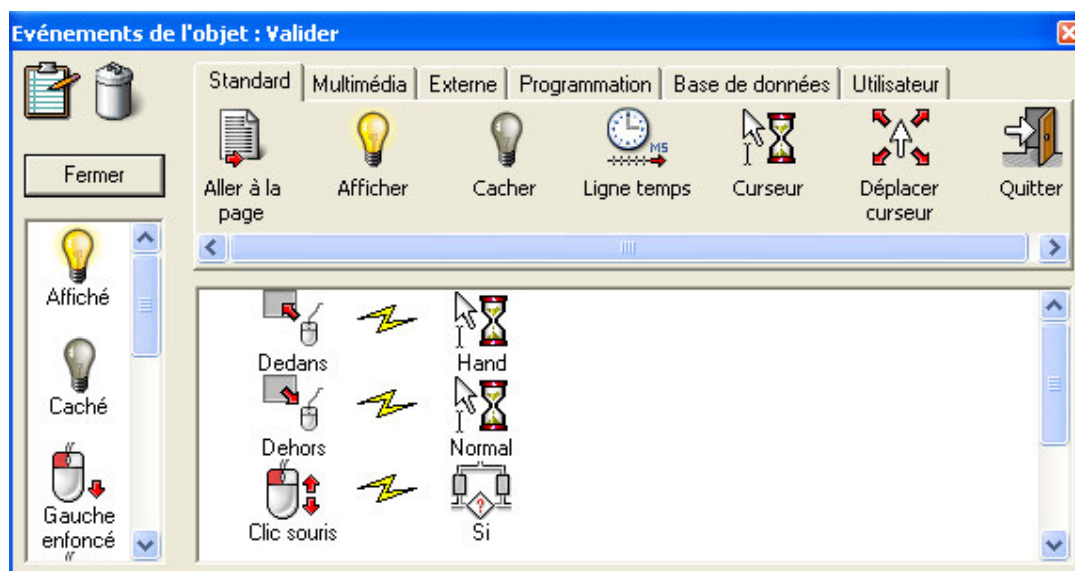 Evénements de l'objet : Valider
Standard Multimédia Externe Programmation Base de données Utilisateur
Fermer
Aller à la page
Afficher
Cacher
MS
Ligne temps
Curseur
Déplacer curseur
Quitter
Affiché
Caché
Gauche enfoncé
Dedans
Hand
Dehors
Normal
Clic souris
?
Si